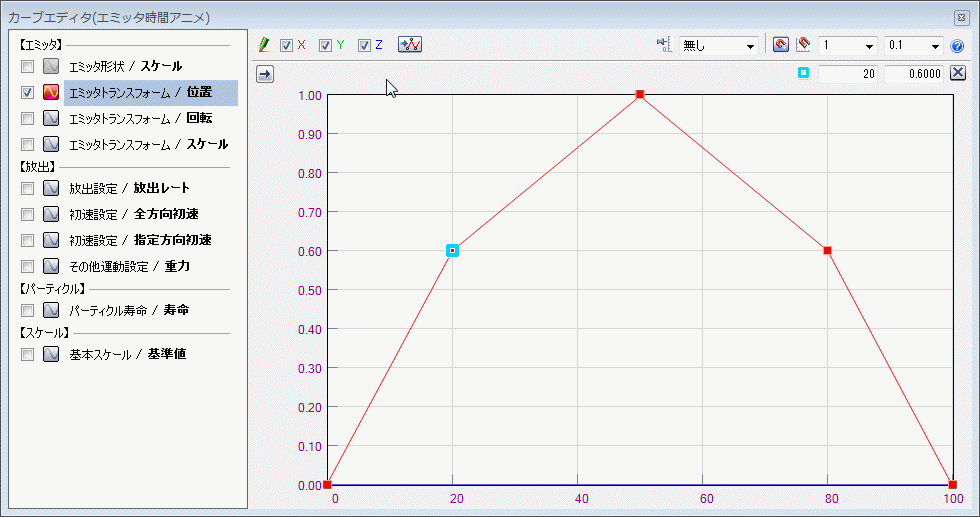 カーブエディタ(エミッタ時間アニメ)
【エミッタ】
エミッタ形状 / スケール
エミッタトランスフォーム / 位置
エミッタトランスフォーム / 回転
エミッタトランスフォーム / スケール
【放出】
放出設定 / 放出レート
初速設定 / 全方向初速
初速設定 / 指定方向初速
その他運動設定 / 重力
【パーティクル】
パーティクル寿命 / 寿命
【スケール】
基本スケール / 基準値
X Y Z 無し 1 0.1
20 0.6000
1.00
0.90
0.80
0.70
0.60
0.50
0.40
0.30
0.20
0.10
0.00
0 20 40 60 80 100